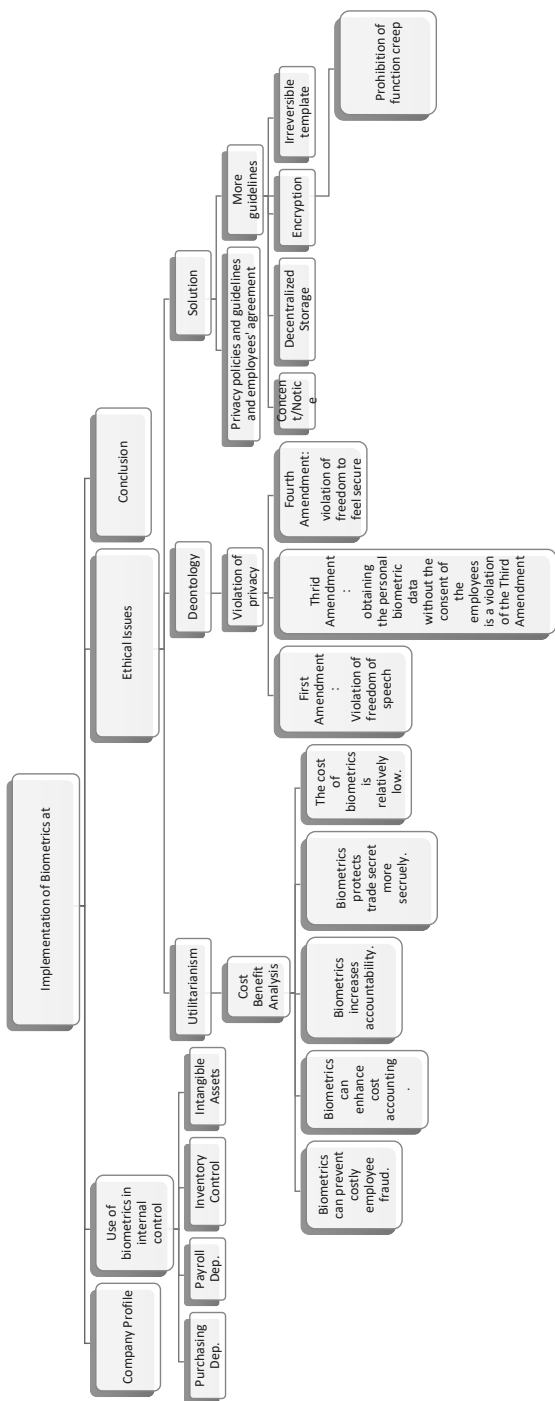 Implementation of Biometrics at
Company Profile
Use of
biometrics in
internal
control
Ethical Issues
Conclusion
Purchasing
Dep.
Payroll
Dep.
Inventory
Control
Intangible
Assets
Utilitarianism
Deontology
Solution
Cost
Benefit
Analysis
Violation of
privacy
Privacy policies and guidelines
and employees' agreement
More
guidelines
Biometrics
can prevent
costly
employee
fraud.
Biometrics
can
enhance
cost
accounting
.
Biometrics
increases
accountability.
Biometrics
protects
trade secret
more
secruely.
The cost
of
biometrics
is
relatively
low.
First
Amendment
:
Violation of
freedom of
speech
Thrid
Amendment
:
obtaining
the personal
biometric
data
without the
consent of
the
employees
is a violation
of the Third
Amendment
Fourth
Amendment:
violation of
freedom to
feel secure
Concen
t/Notic
e
Decentralized
Storage
Encryption
Irreversible
template
Prohibition of
function creep